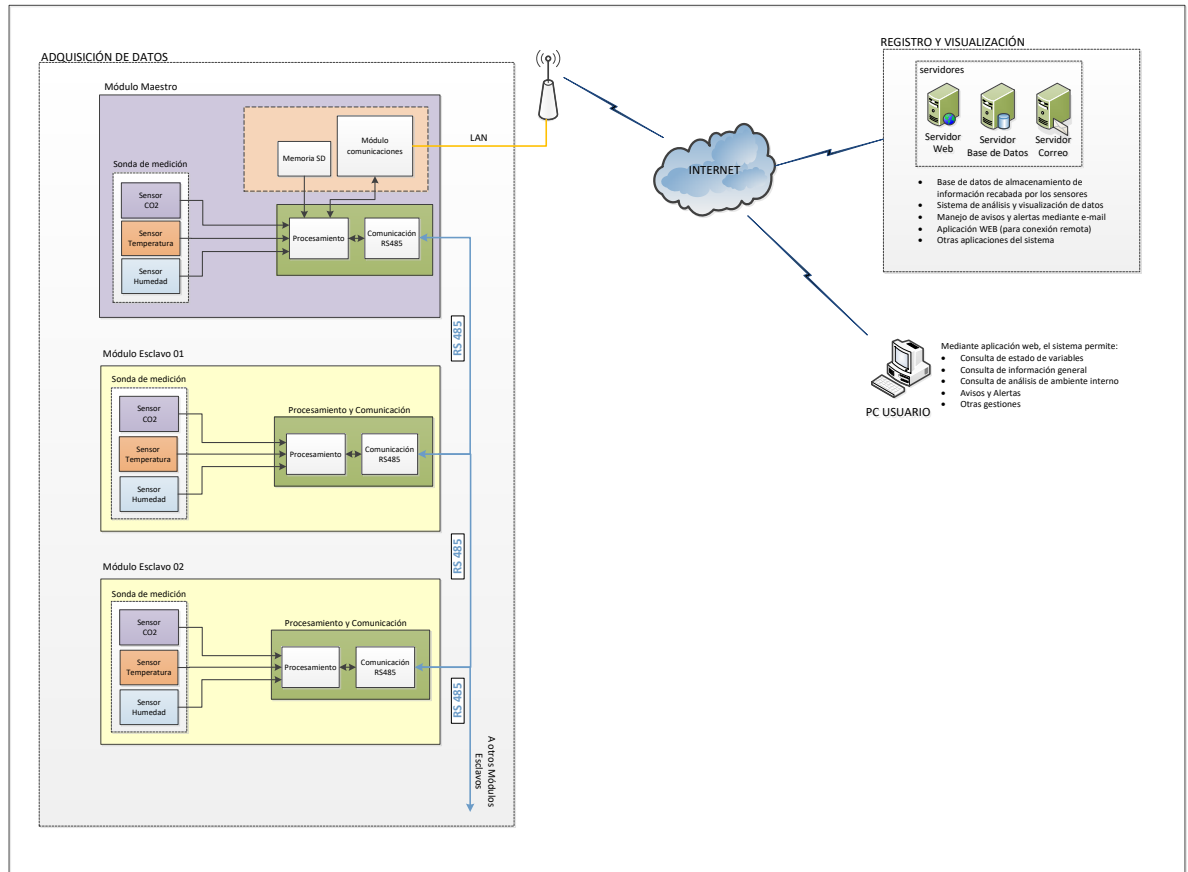 ADQUISICIÓN DE DATOS
Módulo Maestro
Sonda de medición
Sensor
CO2
Sensor
Temperatura
Sensor
Humedad
Memoria SD
Módulo
comunicaciones
Procesamiento
Comunicación
RS485
LAN
RS 485
Módulo Esclavo 01
Sonda de medición
Sensor
CO2
Sensor
Temperatura
Sensor
Humedad
Procesamiento y Comunicación
Procesamiento
Comunicación
RS485
RS 485
Módulo Esclavo 02
Sonda de medición
Sensor
CO2
Sensor
Temperatura
Sensor
Humedad
Procesamiento y Comunicación
Procesamiento
Comunicación
RS485
RS 485
A otros Módulos
Esclavos
INTERNET
REGISTRO Y VISUALIZACIÓN
servidores
Servidor
Web
Servidor
Base de Datos
Servidor
Correo
• Base de datos de almacenamiento de
información recabada por los sensores
• Sistema de análisis y visualización de datos
• Manejo de avisos y alertas mediante e-mail
• Aplicación WEB (para conexión remota)
• Otras aplicaciones del sistema
PC USUARIO
Mediante aplicación web, el sistema permite:
• Consulta de estado de variables
• Consulta de información general
• Consulta de análisis de ambiente interno
• Avisos y Alertas
• Otras gestiones